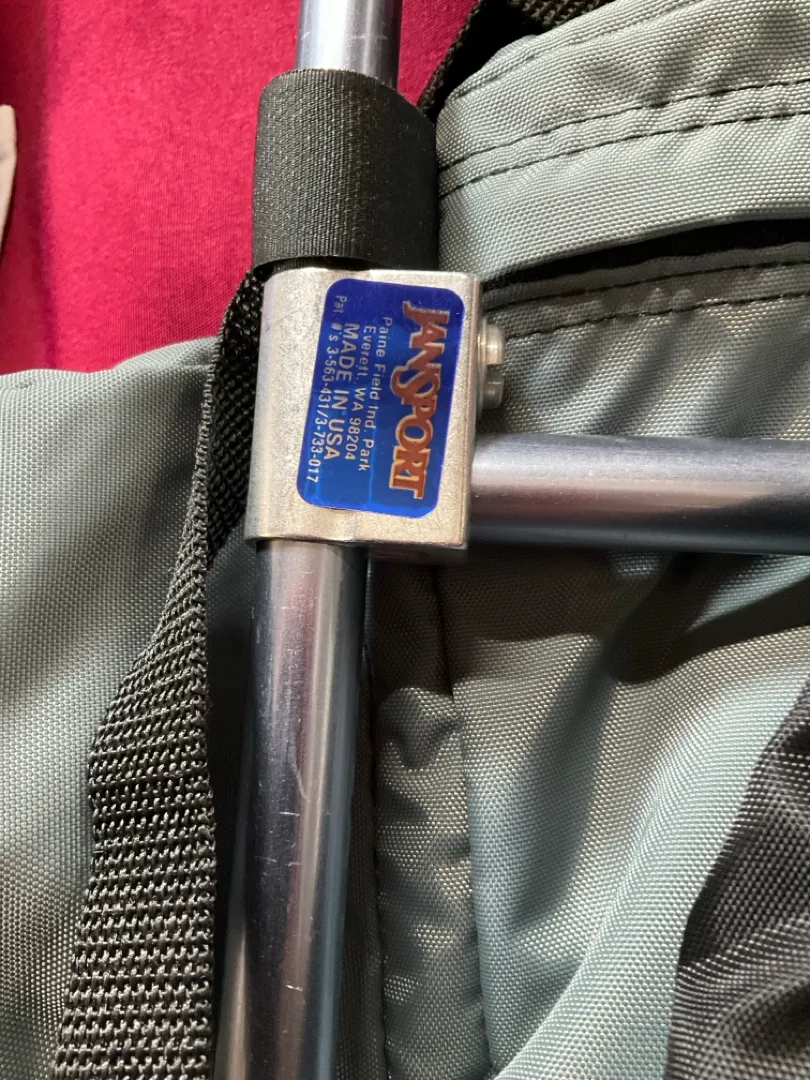 JANSPORT
Paine Field Ind. Park
Everett, WA 98204
MADE IN USA
Pat. #'s 3-563-431/3-733-017